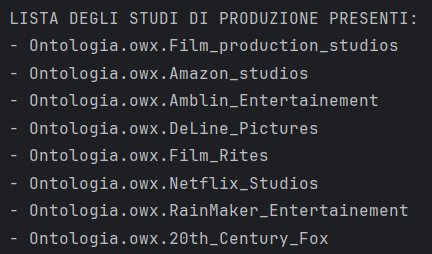 LISTA DEGLI STUDI DI PRODUZIONE PRESENTI:
- Ontologia.owx.Film_production_studios
- Ontologia.owx.Amazon_studios
- Ontologia.owx.Amblin_Entertainement
- Ontologia.owx.DeLine_Pictures
- Ontologia.owx.Film_Rites
- Ontologia.owx.Netflix_Studios
- Ontologia.owx.RainMaker_Entertainement
- Ontologia.owx.20th_Century_Fox